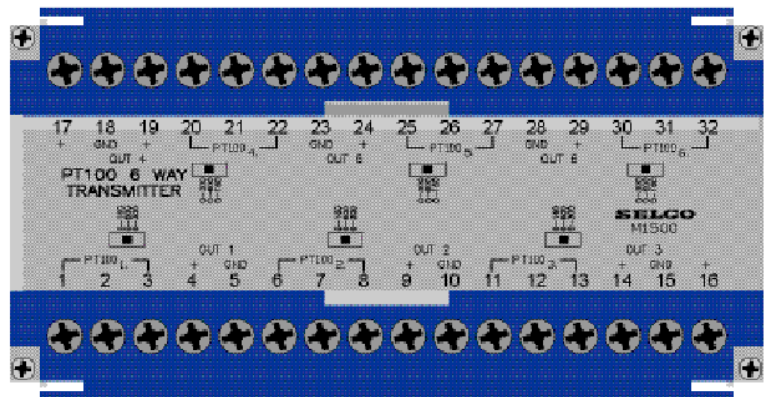 17 18 19 20 21 22 23 24 25 26 27 28 29 30 31 32
+ GND + PT100 4. GND + PT100 5. GND + PT100 6.
OUT 4 OUT 5 OUT 6
PT100 6 WAY
TRANSMITTER
SELCO
M1500
OUT 1 OUT 2 OUT 3
PT100 1. + GND PT100 2. + GND PT100 3. + GND +
1 2 3 4 5 6 7 8 9 10 11 12 13 14 15 16